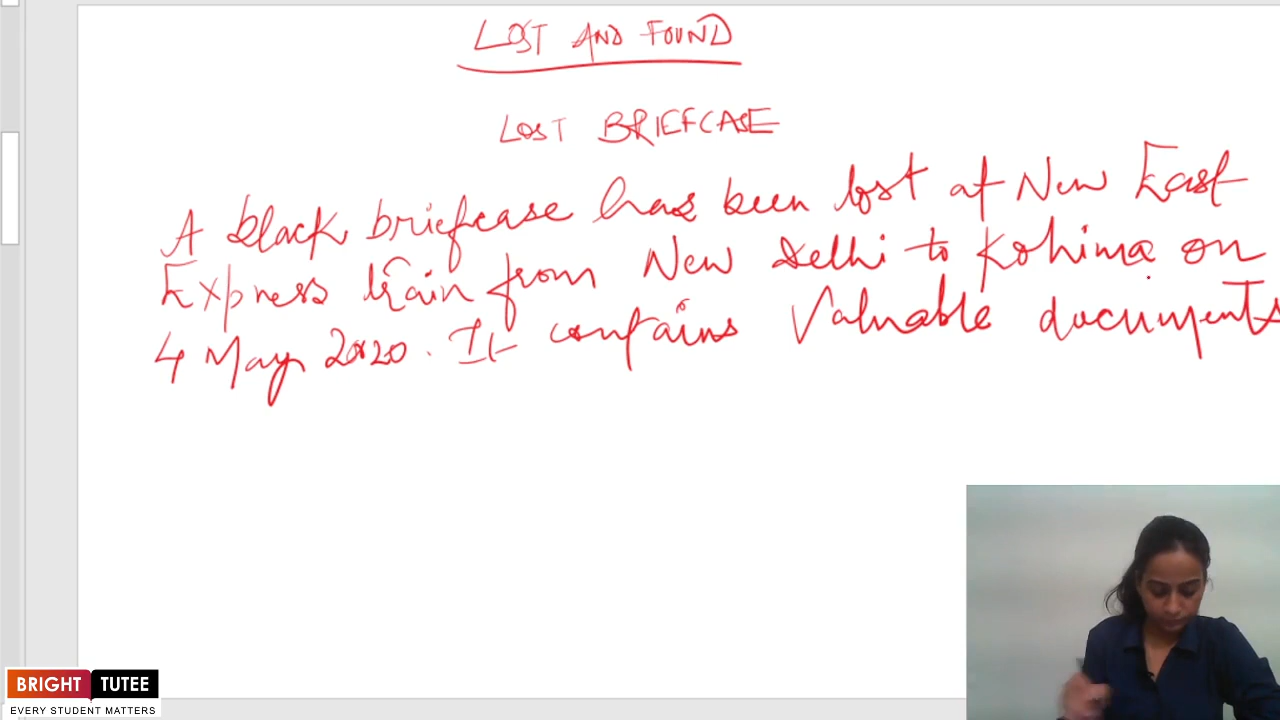 LOST AND FOUND
LOST BRIEFCASE
A black briefcase has been lost at New East
Express train from New Delhi to Kohima on
4 May 2020. It contains Valuable documents
BRIGHT TUTEE
EVERY STUDENT MATTERS